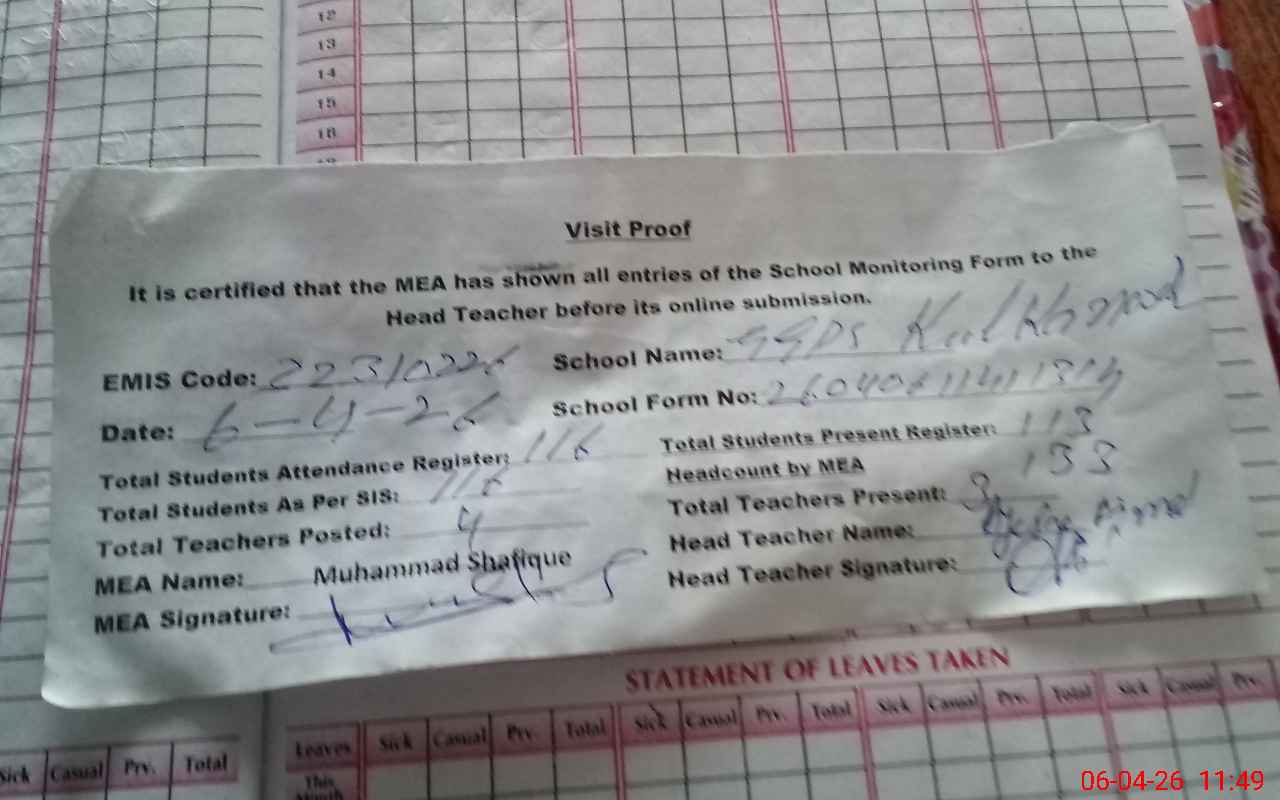 12
13
14
15
16
Visit Proof
It is certified that the MEA has shown all entries of the School Monitoring Form to the
Head Teacher before its online submission.
EMIS Code: School Name: GGPS
Date: 6-4-26 School Form No:
Total Students Attendance Register: 116 Total Students Present Register: 113
Total Students As Per SIS: 116 Headcount by MEA 133
Total Teachers Posted: 4 Total Teachers Present: 3
MEA Name: Muhammad Shafique Head Teacher Name:
MEA Signature: Head Teacher Signature:
STATEMENT OF LEAVES TAKEN
Leaves Sick Casual Prv. Total Sick Casual Prv. Total Sick Casual Prv. Total Sick Casual Prv.
Sick Casual Prv. Total
This
Month
06-04-26 11:49